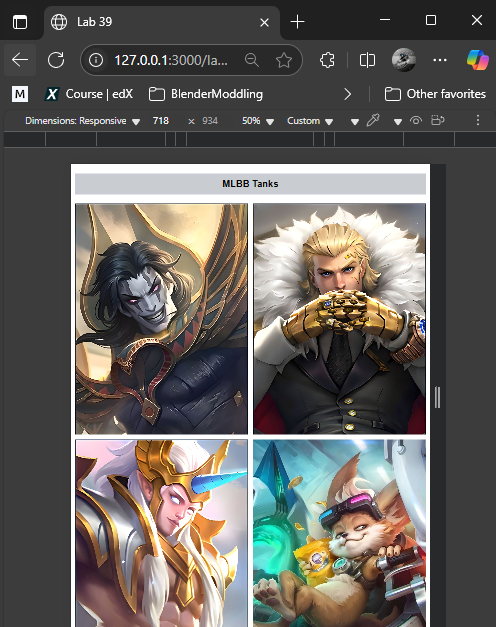 Lab 39
127.0.0.1:3000/la...
M
X Course | edX
BlenderModdling
Other favorites
Dimensions: Responsive 718 × 934 50% Custom
MLBB Tanks